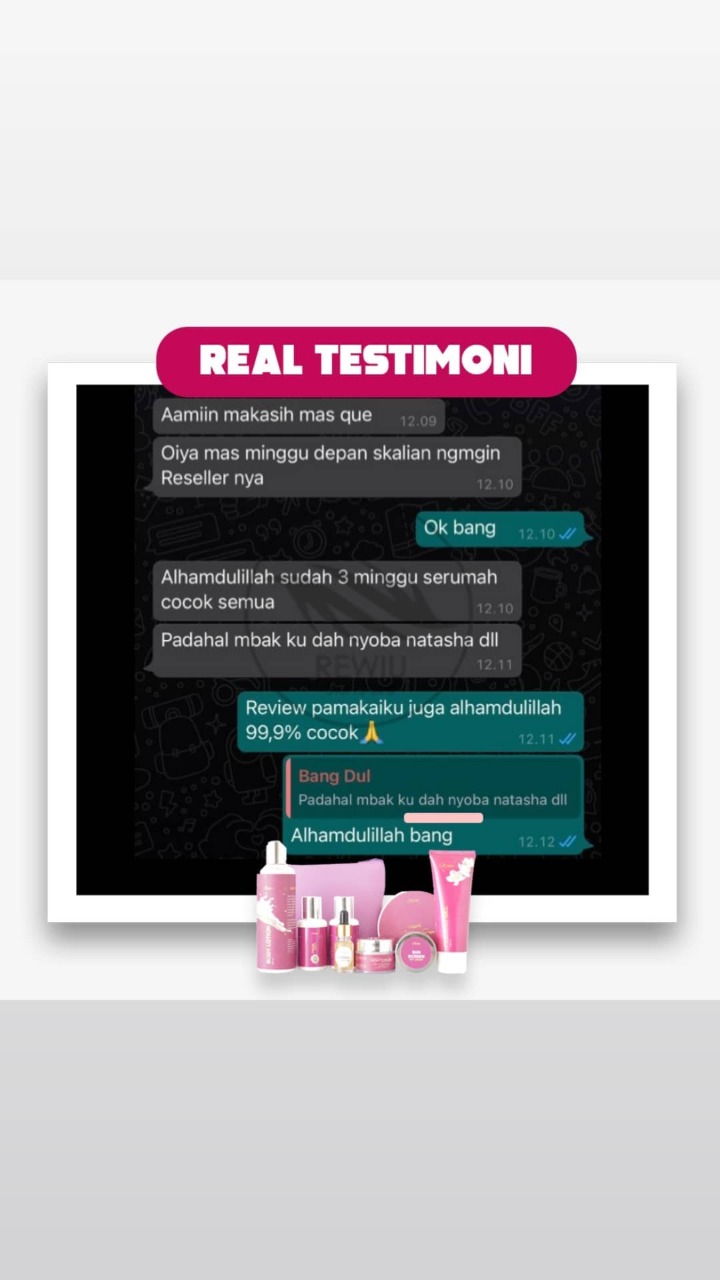 REAL TESTIMONI
Aamiin makasih mas que 12.09
Oiya mas minggu depan skalian ngmgin
Reseller nya 12.10
Ok bang 12.10
Alhamdulillah sudah 3 minggu serumah
cocok semua 12.10
Padahal mbak ku dah nyoba natasha dll
12.11
REWIU
Review pamakaiku juga alhamdulillah
99,9% cocok🙏 12.11
Bang Dul
Padahal mbak ku dah nyoba natasha dll
Alhamdulillah bang 12.12
BODY LOTION